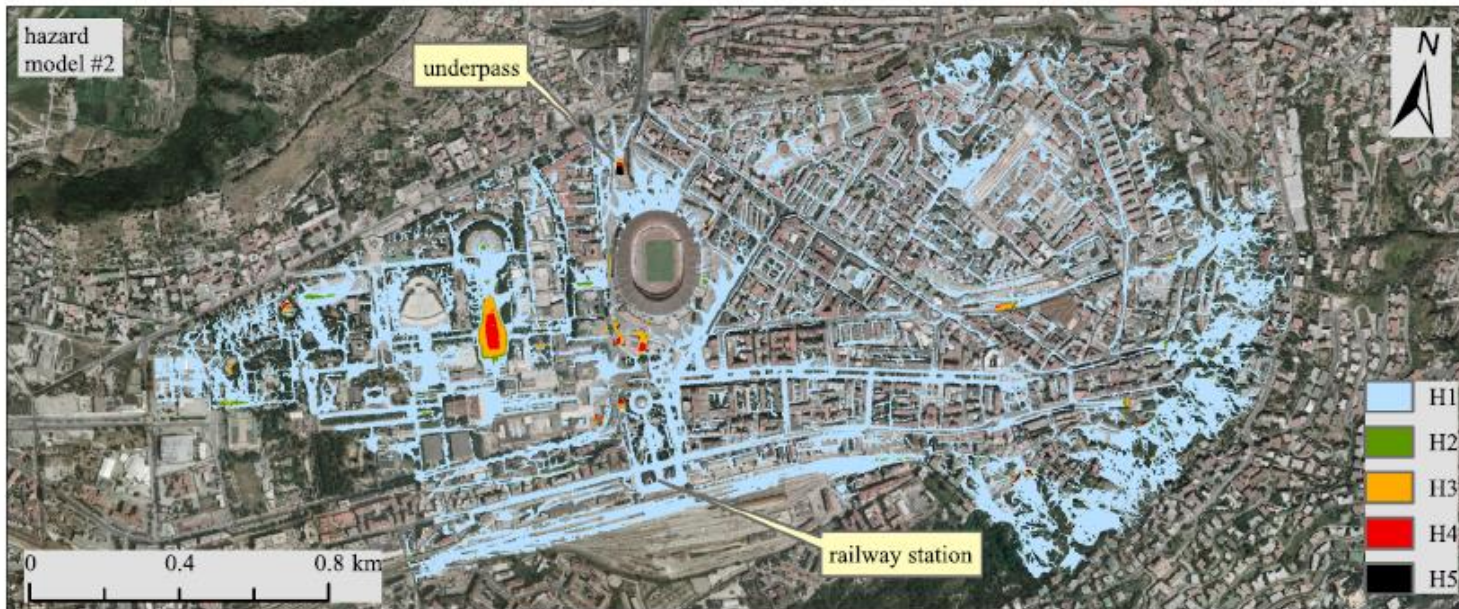 hazard
model #2
underpass
N
H1
H2
H3
H4
H5
railway station
0 0.4 0.8 km